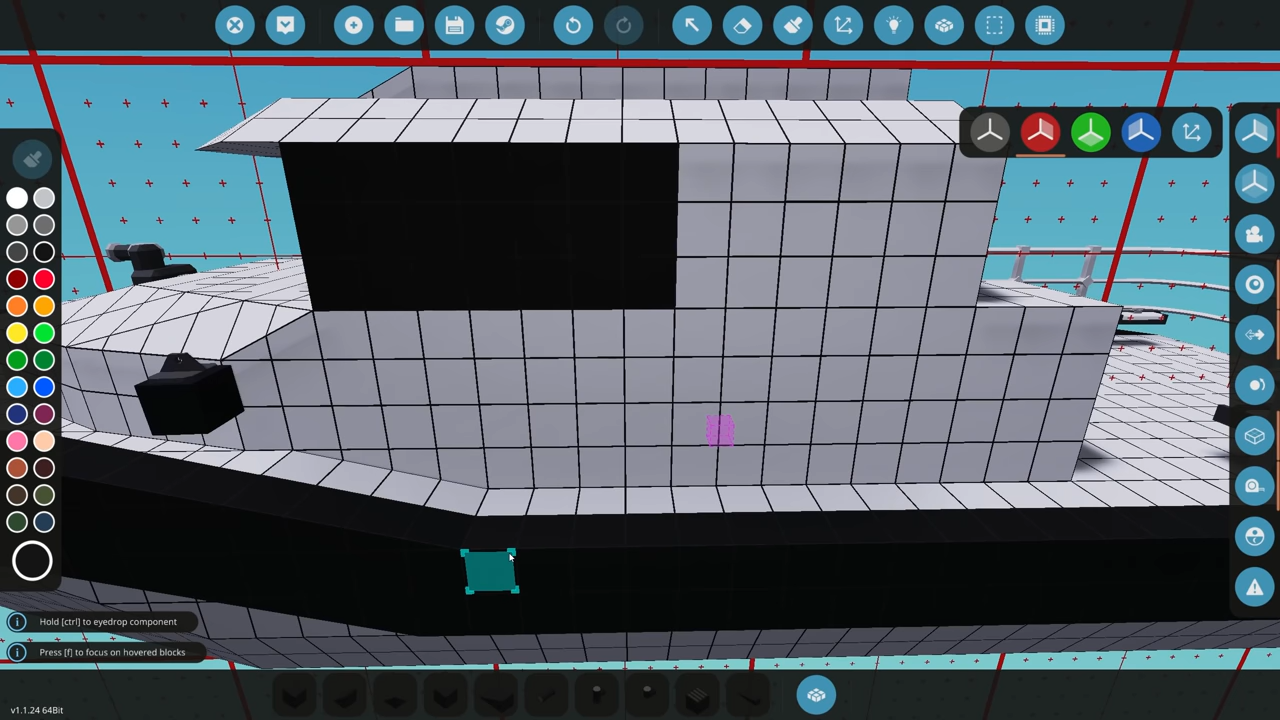 Hold [ctrl] to eyedrop component
Press [f] to focus on hovered blocks
v1.1.24 64Bit